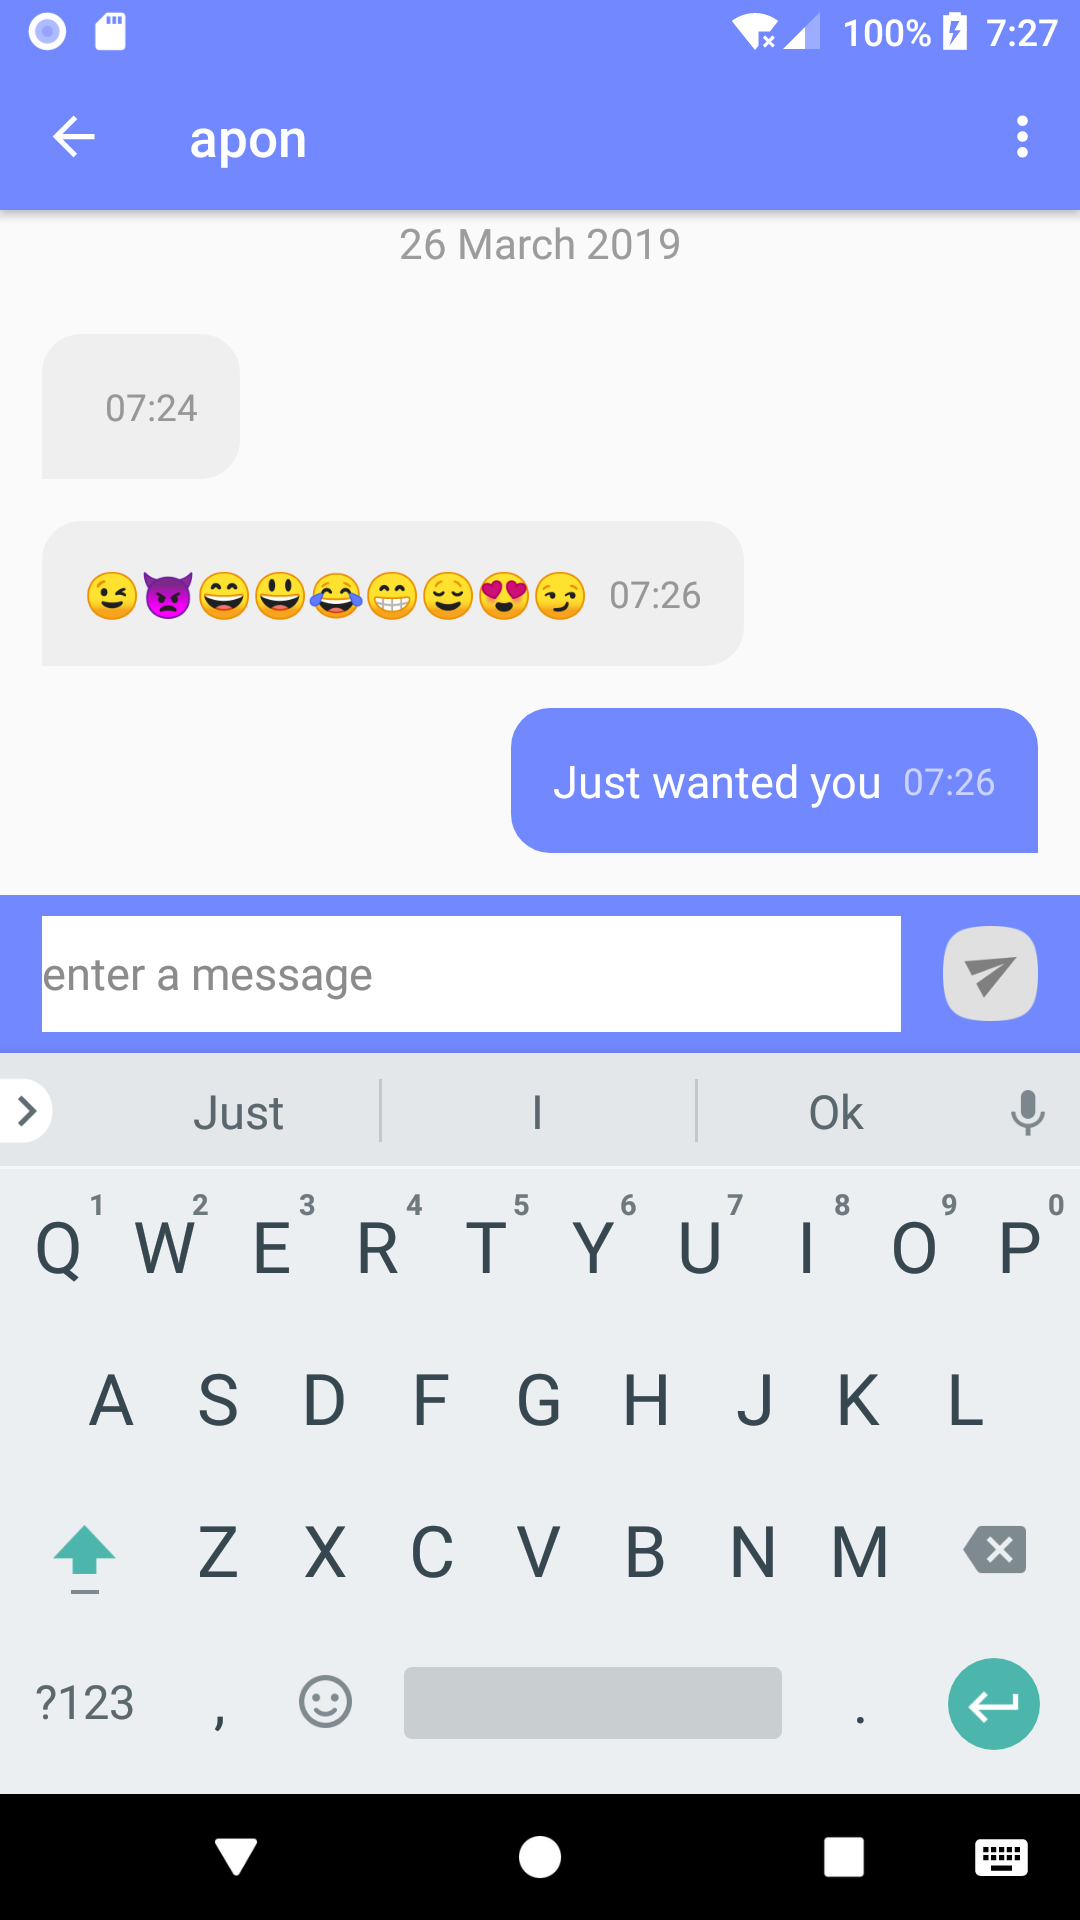 100% 7:27
apon
26 March 2019
07:24
😉👿😄😃😂😁😌😍😏 07:26
Just wanted you 07:26
enter a message
Just I Ok
1 2 3 4 5 6 7 8 9 0
Q W E R T Y U I O P
A S D F G H J K L
Z X C V B N M
?123 , .